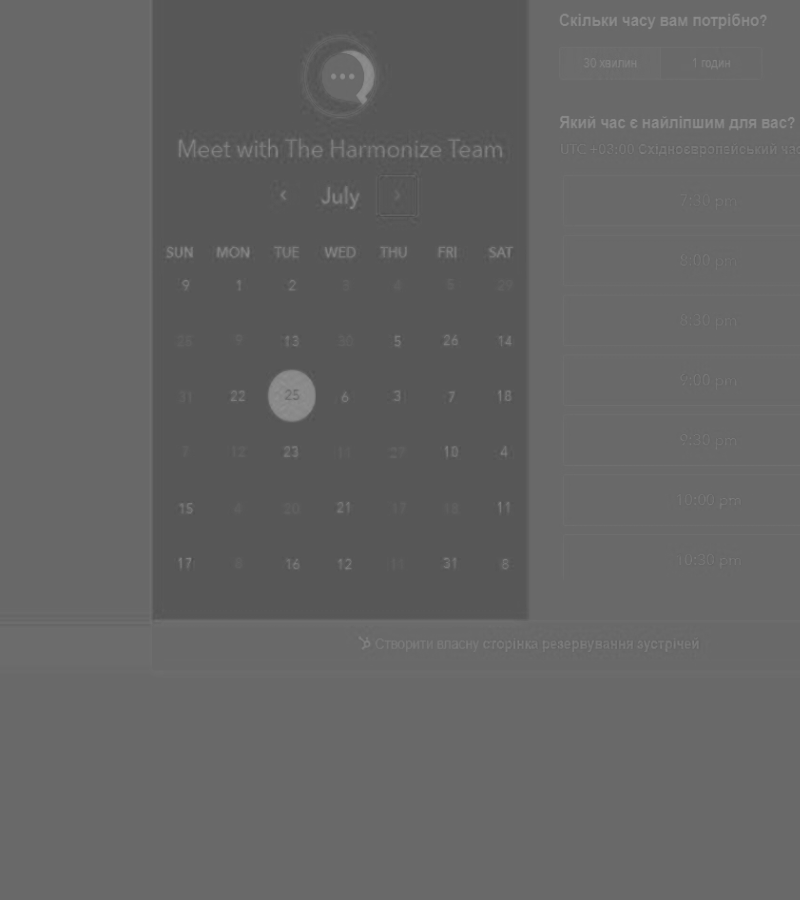 Meet with The Harmonize Team
July
SUN MON TUE WED THU FRI SAT
9 1 2 3 4 5 29
28 9 13 30 5 26 14
31 22 25 6 3 7 18
12 23 11 27 10 4
15 20 21 17 18 11
17 8 16 12 31 8
Скільки часу вам потрібно?
30 хвилин 1 годин
Який час є найліпшим для вас?
UTC +02:00 Східноєвропейський час
7:30 pm
8:00 pm
8:30 pm
9:00 pm
9:30 pm
10:00 pm
10:30 pm
Створити власну сторінка резервування зустрічей